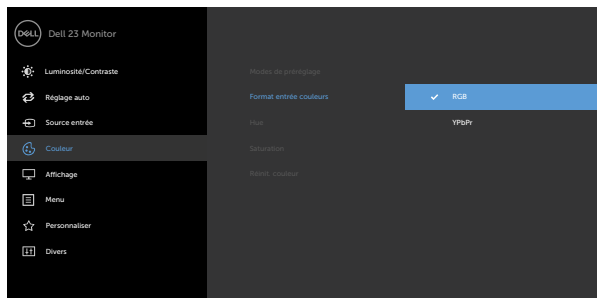 DELL Dell 23 Monitor
Luminosité/Contraste
Modes de préréglage
Réglage auto
Format entrée couleurs
RGB
Source entrée
Hue
YPbPr
Couleur
Saturation
Affichage
Réinit. couleur
Menu
Personnaliser
Divers